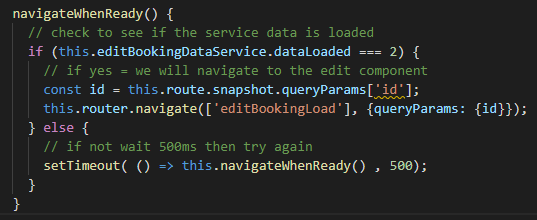 navigateWhenReady() {
// check to see if the service data is loaded
if (this.editBookingDataService.dataLoaded === 2) {
// if yes = we will navigate to the edit component
const id = this.route.snapshot.queryParams['id'];
this.router.navigate(['editBookingLoad'], {queryParams: {id}});
} else {
// if not wait 500ms then try again
setTimeout( () => this.navigateWhenReady() , 500);
}
}